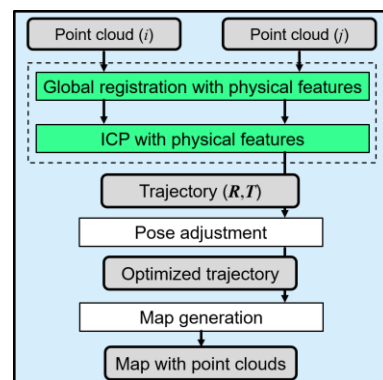 Point cloud (i)
Point cloud (j)
Global registration with physical features
ICP with physical features
Trajectory (R,T)
Pose adjustment
Optimized trajectory
Map generation
Map with point clouds